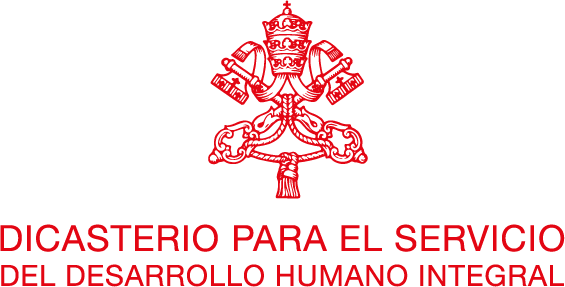 DICASTERIO PARA EL SERVICIO
DEL DESARROLLO HUMANO INTEGRAL